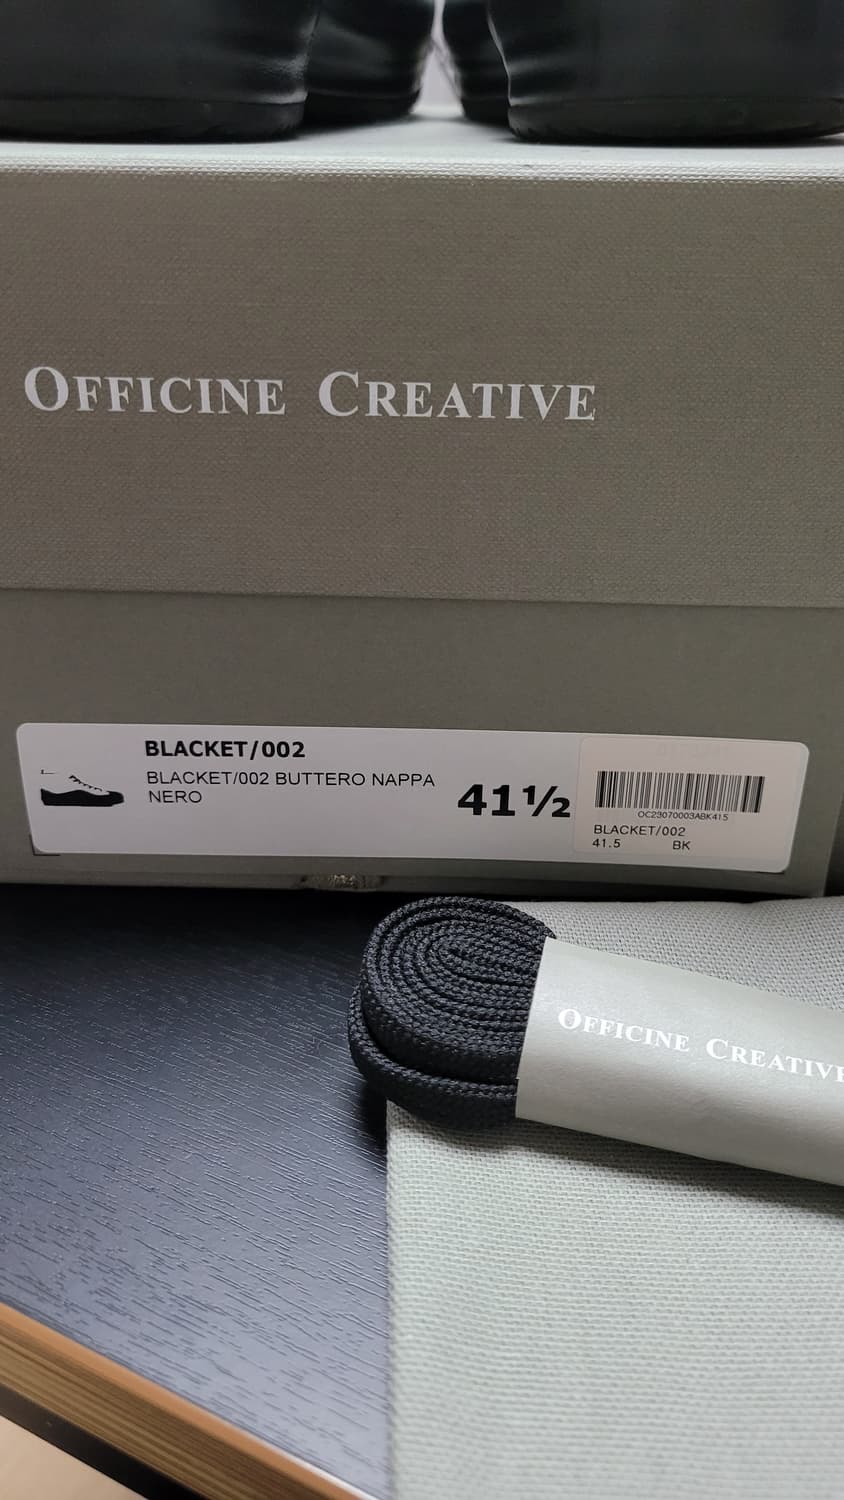 OFFICINE CREATIVE
BLACKET/002
BLACKET/002 BUTTERO NAPPA
NERO
41½
OC23070003ABK415
BLACKET/002
41.5 BK
OFFICINE CREATIVE